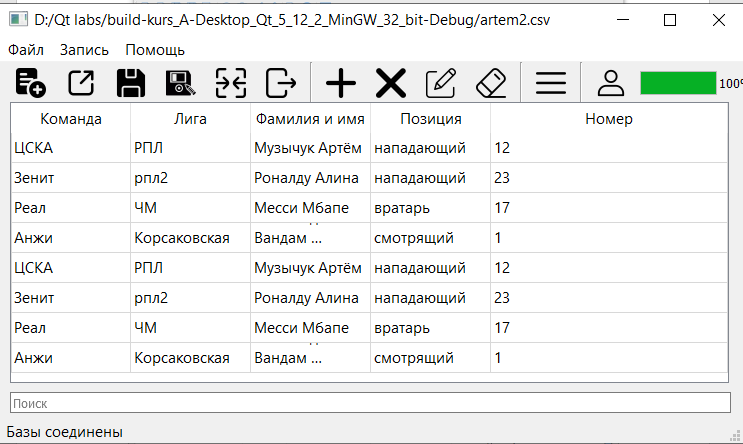 D:/Qt labs/build-kurs_A-Desktop_Qt_5_12_2_MinGW_32_bit-Debug/artem2.csv
Файл Запись Помощь
100%
Команда Лига Фамилия и имя Позиция Номер
ЦСКА РПЛ Музычук Артём нападающий 12
Зенит рпл2 Роналду Алина нападающий 23
Реал ЧМ Месси Мбапе вратарь 17
Анжи Корсаковская Вандам ... смотрящий 1
ЦСКА РПЛ Музычук Артём нападающий 12
Зенит рпл2 Роналду Алина нападающий 23
Реал ЧМ Месси Мбапе вратарь 17
Анжи Корсаковская Вандам ... смотрящий 1
Поиск
Базы соединены